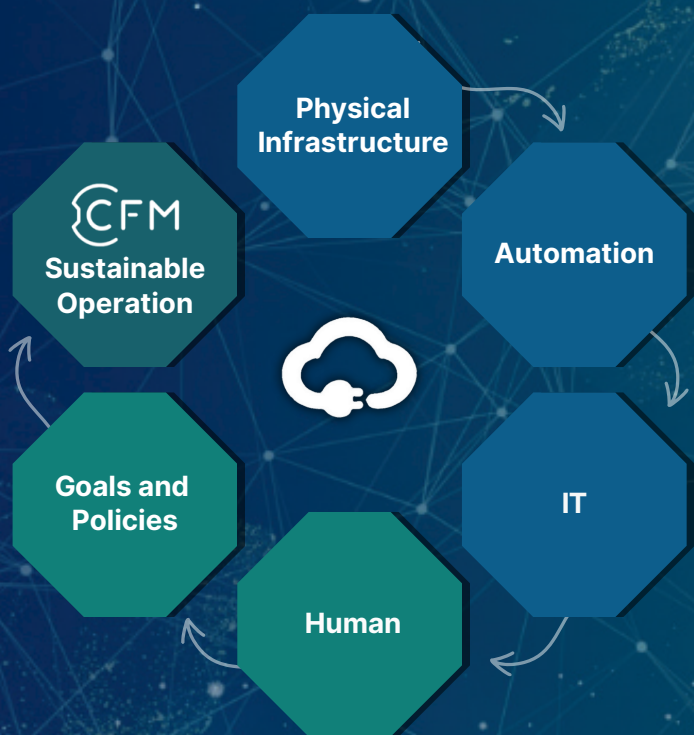 Physical
Infrastructure
Automation
IT
Human
Goals and
Policies
CFM
Sustainable
Operation